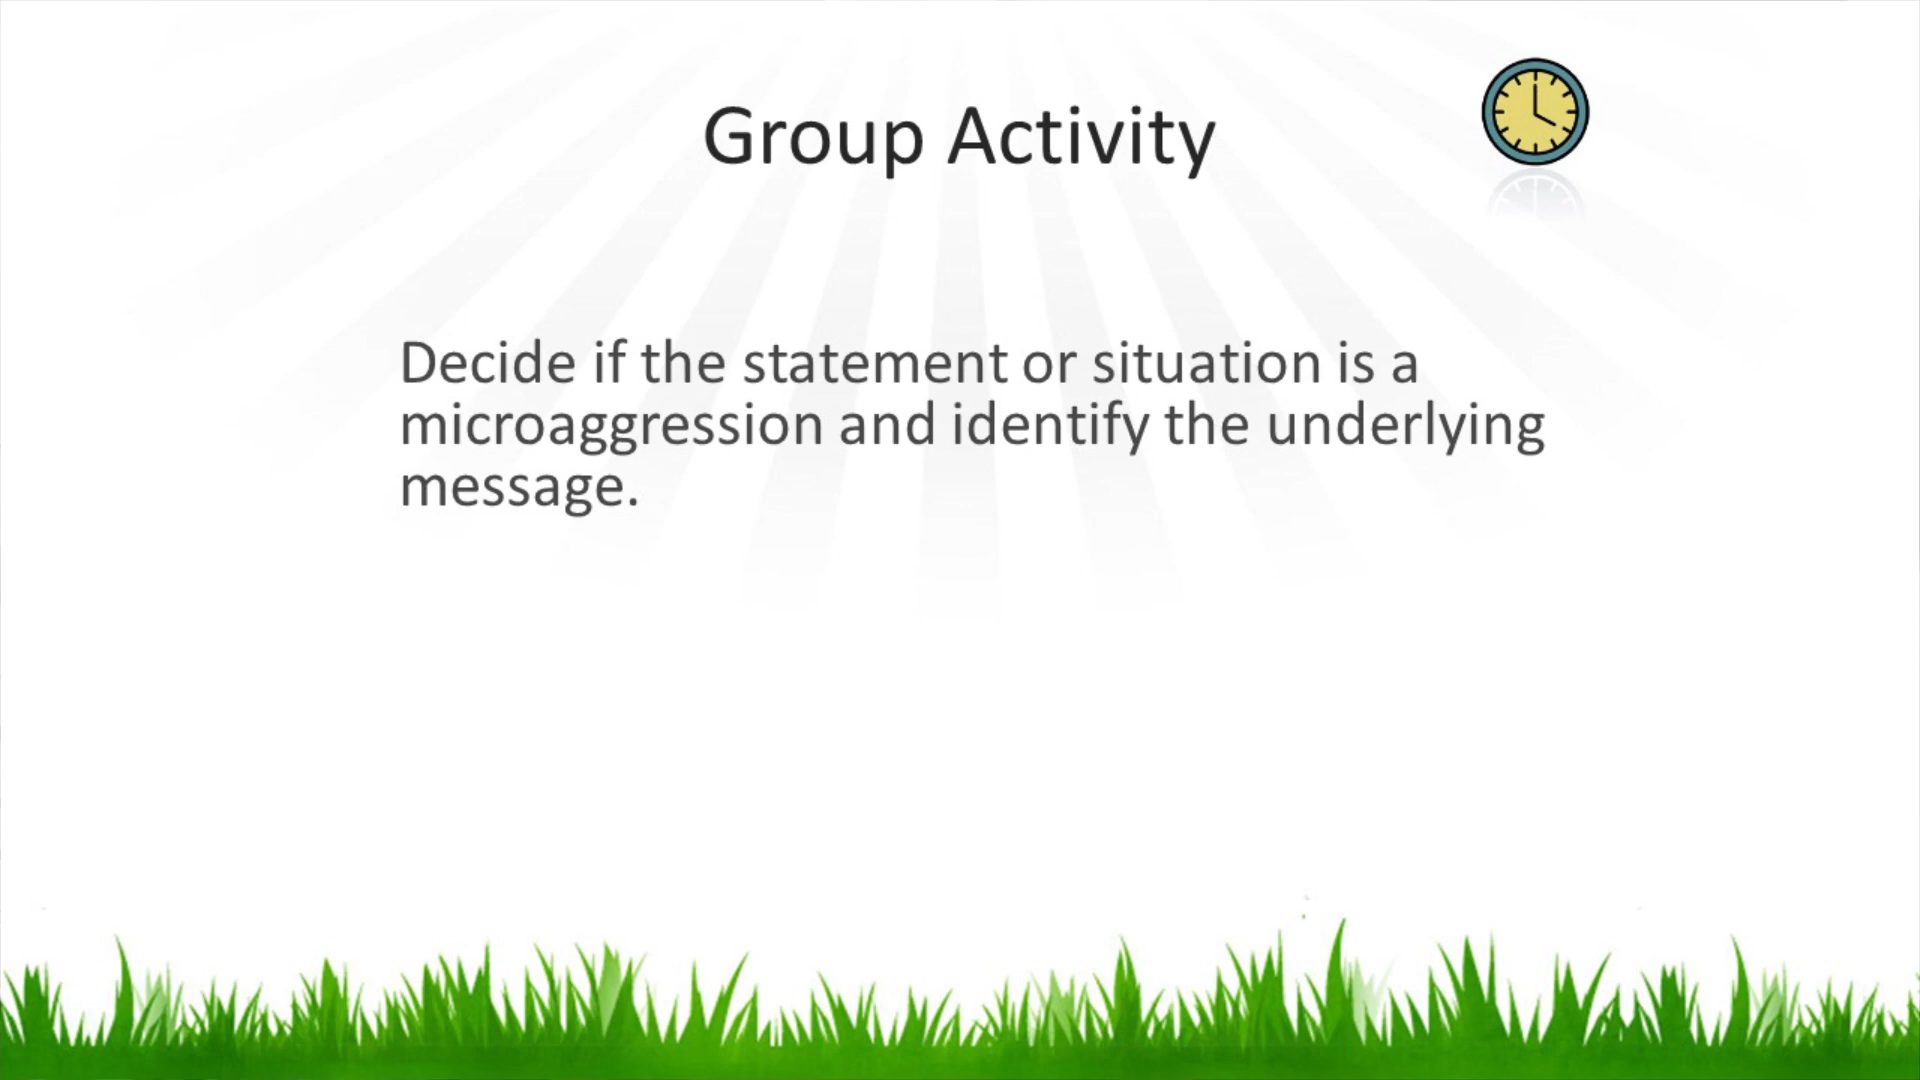 Group Activity
Decide if the statement or situation is a
microaggression and identify the underlying
message.